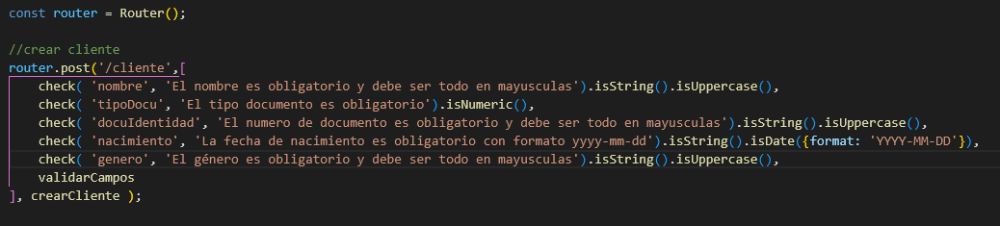 const router = Router();
//crear cliente
router.post('/cliente',[
check( 'nombre', 'El nombre es obligatorio y debe ser todo en mayusculas').isString().isUppercase(),
check( 'tipoDocu', 'El tipo documento es obligatorio').isNumeric(),
check( 'docuIdentidad', 'El numero de documento es obligatorio y debe ser todo en mayusculas').isString().isUppercase(),
check( 'nacimiento', 'La fecha de nacimiento es obligatorio con formato yyyy-mm-dd').isString().isDate({format: 'YYYY-MM-DD'}),
check( 'genero', 'El género es obligatorio y debe ser todo en mayusculas').isString().isUppercase(),
validarCampos
], crearCliente );